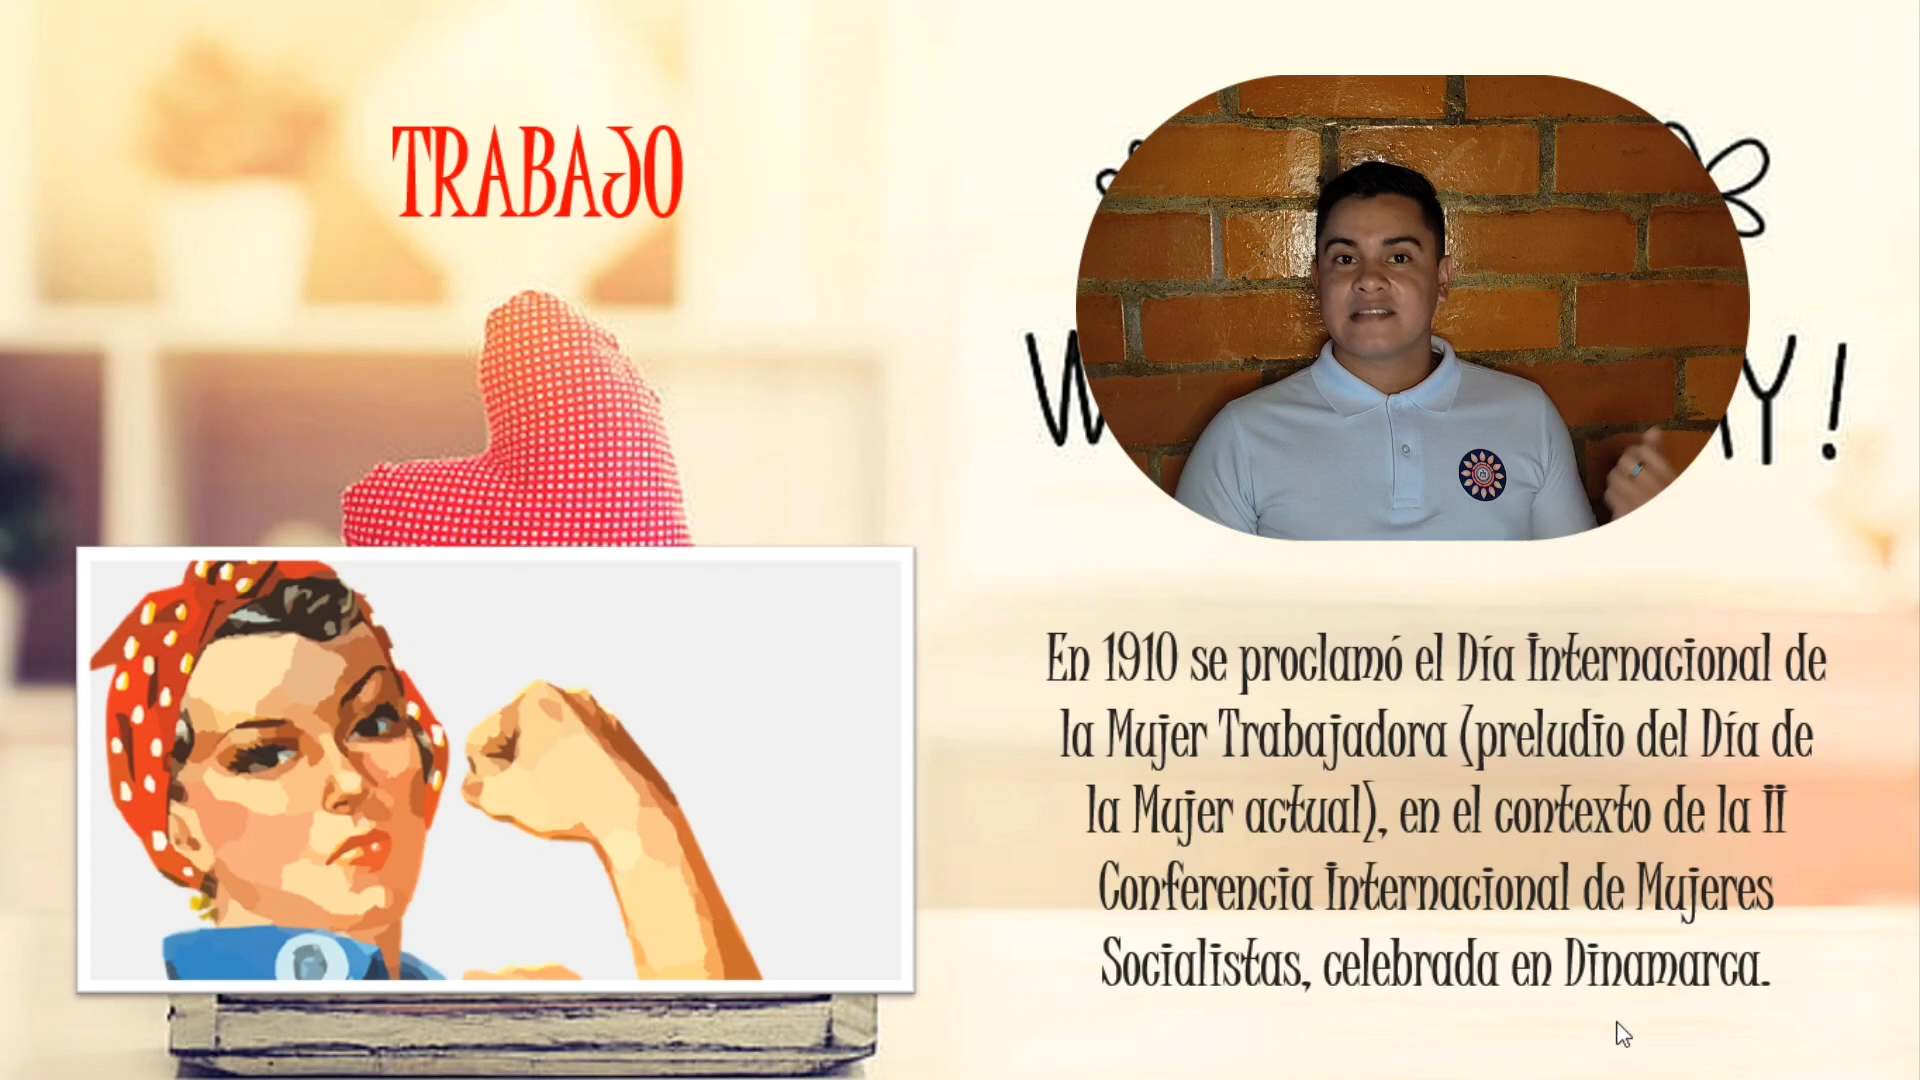 TRABAJO
W AY!
En 1910 se proclamó el Día Internacional de
la Mujer Trabajadora (preludio del Día de
la Mujer actual), en el contexto de la II
Conferencia Internacional de Mujeres
Socialistas, celebrada en Dinamarca.